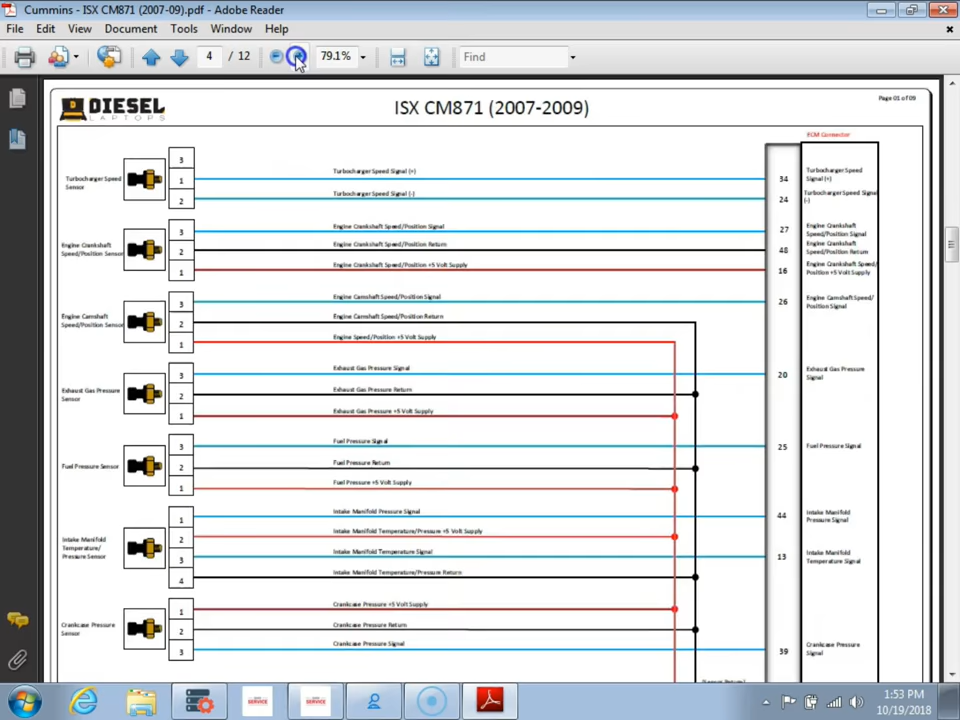 Cummins - ISX CM871 (2007-09).pdf - Adobe Reader
File Edit View Document Tools Window Help
4 / 12 79.1% Find
DIESEL
LAPTOPS
ISX CM871 (2007-2009)
Page 01 of 09
ECM Connector
Turbocharger Speed
Sensor
3
1
2
Turbocharger Speed Signal (+)
Turbocharger Speed Signal (-)
34
24
Turbocharger Speed
Signal (+)
Turbocharger Speed Signal
(-)
Engine Crankshaft
Speed/Position Sensor
3
2
1
Engine Crankshaft Speed/Position Signal
Engine Crankshaft Speed/Position Return
Engine Crankshaft Speed/Position +5 Volt Supply
27
48
16
Engine Crankshaft
Speed/Position Signal
Engine Crankshaft
Speed/Position Return
Engine Crankshaft Speed/
Position +5 Volt Supply
Engine Camshaft
Speed/Position Sensor
3
2
1
Engine Camshaft Speed/Position Signal
Engine Camshaft Speed/Position Return
Engine Speed/Position +5 Volt Supply
26
Engine Camshaft Speed/
Position Signal
Exhaust Gas Pressure
Sensor
3
2
1
Exhaust Gas Pressure Signal
Exhaust Gas Pressure Return
Exhaust Gas Pressure +5 Volt Supply
20
Exhaust Gas Pressure
Signal
Fuel Pressure Sensor
3
2
1
Fuel Pressure Signal
Fuel Pressure Return
Fuel Pressure +5 Volt Supply
25
Fuel Pressure Signal
Intake Manifold
Temperature/
Pressure Sensor
1
2
3
4
Intake Manifold Pressure Signal
Intake Manifold Temperature/Pressure +5 Volt Supply
Intake Manifold Temperature Signal
Intake Manifold Temperature/Pressure Return
44
13
Intake Manifold
Pressure Signal
Intake Manifold
Temperature Signal
Crankcase Pressure
Sensor
1
2
3
Crankcase Pressure +5 Volt Supply
Crankcase Pressure Return
Crankcase Pressure Signal
39
Crankcase Pressure
Signal
SERVICE
SERVICE
1:53 PM
10/19/2018